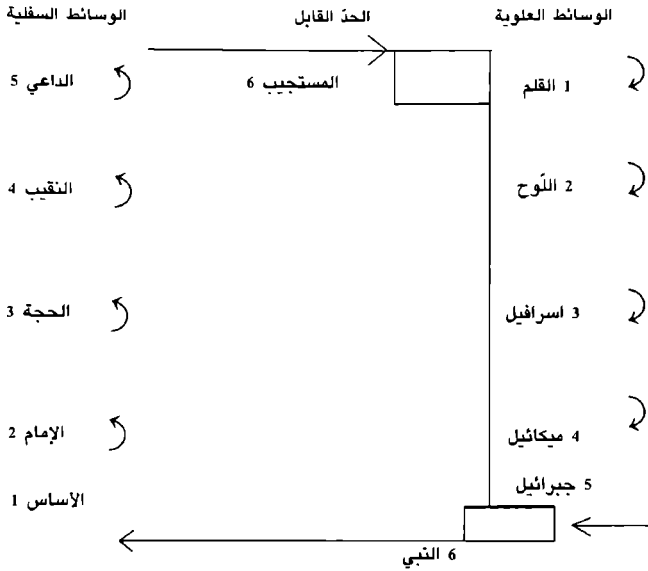 الوسائط العلوية
الحدّ القابل
الوسائط السفلية
1 القلم
المستجيب 6
الداعي 5
2 اللّوح
النقيب 4
3 اسرافيل
الحجة 3
4 ميكائيل
الإمام 2
5 جبرائيل
الأساس 1
6 النبي